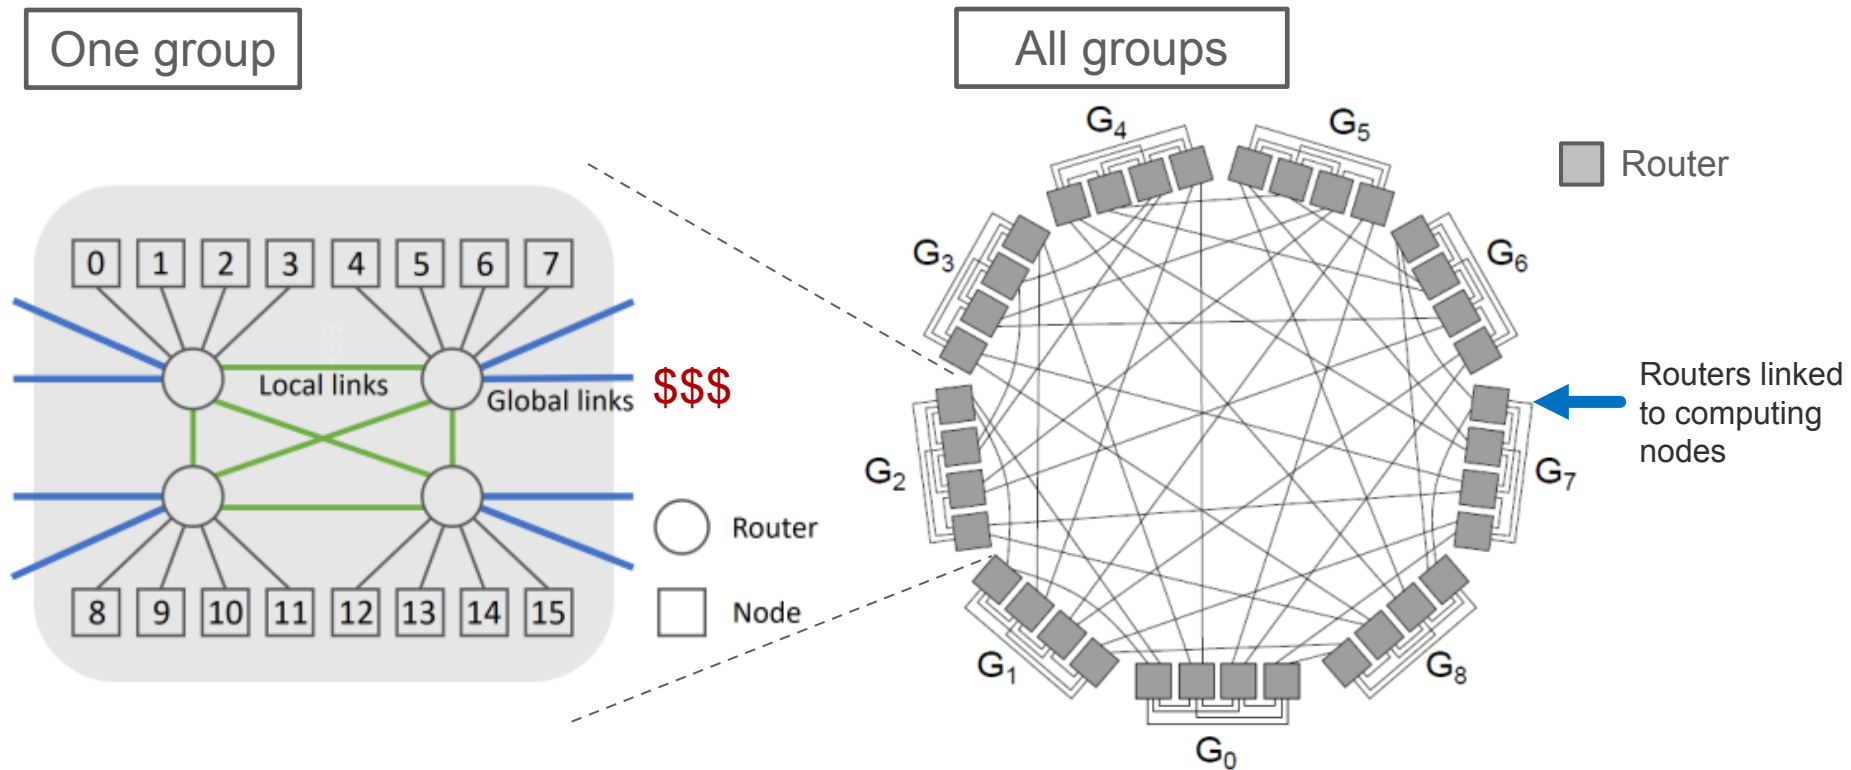 One group
All groups
G4
G5
Router
0 1 2 3 4 5 6 7
G3
G6
$
Local links
Global links
$$$
Routers linked
to computing
nodes
G2
G7
Router
8 9 10 11 12 13 14 15
Node
G1
G8
G0